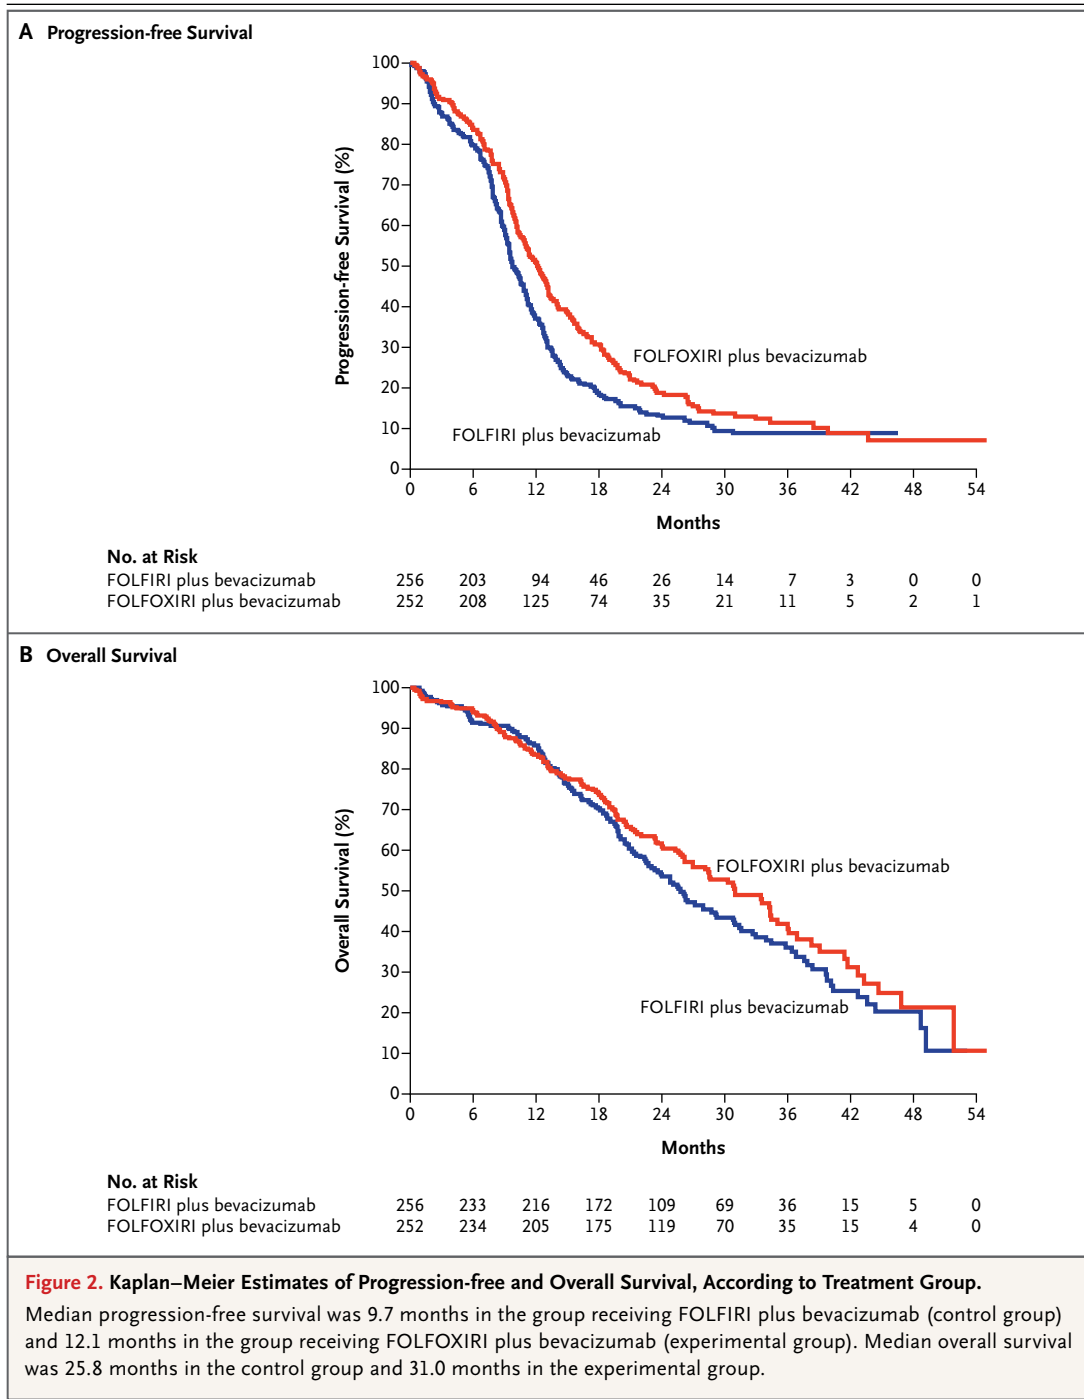 A Progression-free Survival
100
90
80
70
60
50
40
30
20
10
0
Progression-free Survival (%)
FOLFOXIRI plus bevacizumab
FOLFIRI plus bevacizumab
0 6 12 18 24 30 36 42 48 54
Months
No. at Risk
FOLFIRI plus bevacizumab 256 203 94 46 26 14 7 3 0 0
FOLFOXIRI plus bevacizumab 252 208 125 74 35 21 11 5 2 1
B Overall Survival
100
90
80
70
60
50
40
30
20
10
0
Overall Survival (%)
FOLFOXIRI plus bevacizumab
FOLFIRI plus bevacizumab
0 6 12 18 24 30 36 42 48 54
Months
No. at Risk
FOLFIRI plus bevacizumab 256 233 216 172 109 69 36 15 5 0
FOLFOXIRI plus bevacizumab 252 234 205 175 119 70 35 15 4 0
Figure 2. Kaplan–Meier Estimates of Progression-free and Overall Survival, According to Treatment Group.
Median progression-free survival was 9.7 months in the group receiving FOLFIRI plus bevacizumab (control group)
and 12.1 months in the group receiving FOLFOXIRI plus bevacizumab (experimental group). Median overall survival
was 25.8 months in the control group and 31.0 months in the experimental group.